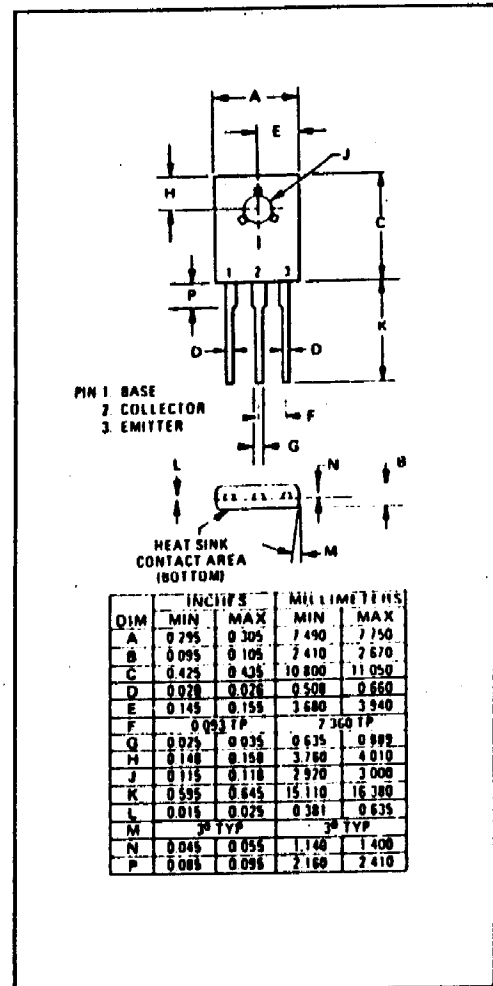 A
E
J
H
C
1 2 3
P
K
D D
PIN 1. BASE
2. COLLECTOR
3. EMITTER
F
G
L N B
HEAT SINK
CONTACT AREA
(BOTTOM)
M
INCHES MILLIMETERS
DIM MIN MAX MIN MAX
A 0.295 0.305 7.490 7.750
B 0.095 0.105 2.410 2.670
C 0.425 0.435 10.800 11.050
D 0.020 0.026 0.508 0.660
E 0.145 0.155 3.680 3.940
F 0.093 TP 2.360 TP
G 0.025 0.035 0.635 0.889
H 0.148 0.158 3.760 4.010
J 0.115 0.118 2.920 3.000
K 0.595 0.645 15.110 16.380
L 0.015 0.025 0.381 0.635
M 3° TYP 3° TYP
N 0.045 0.055 1.140 1.400
P 0.085 0.095 2.160 2.410